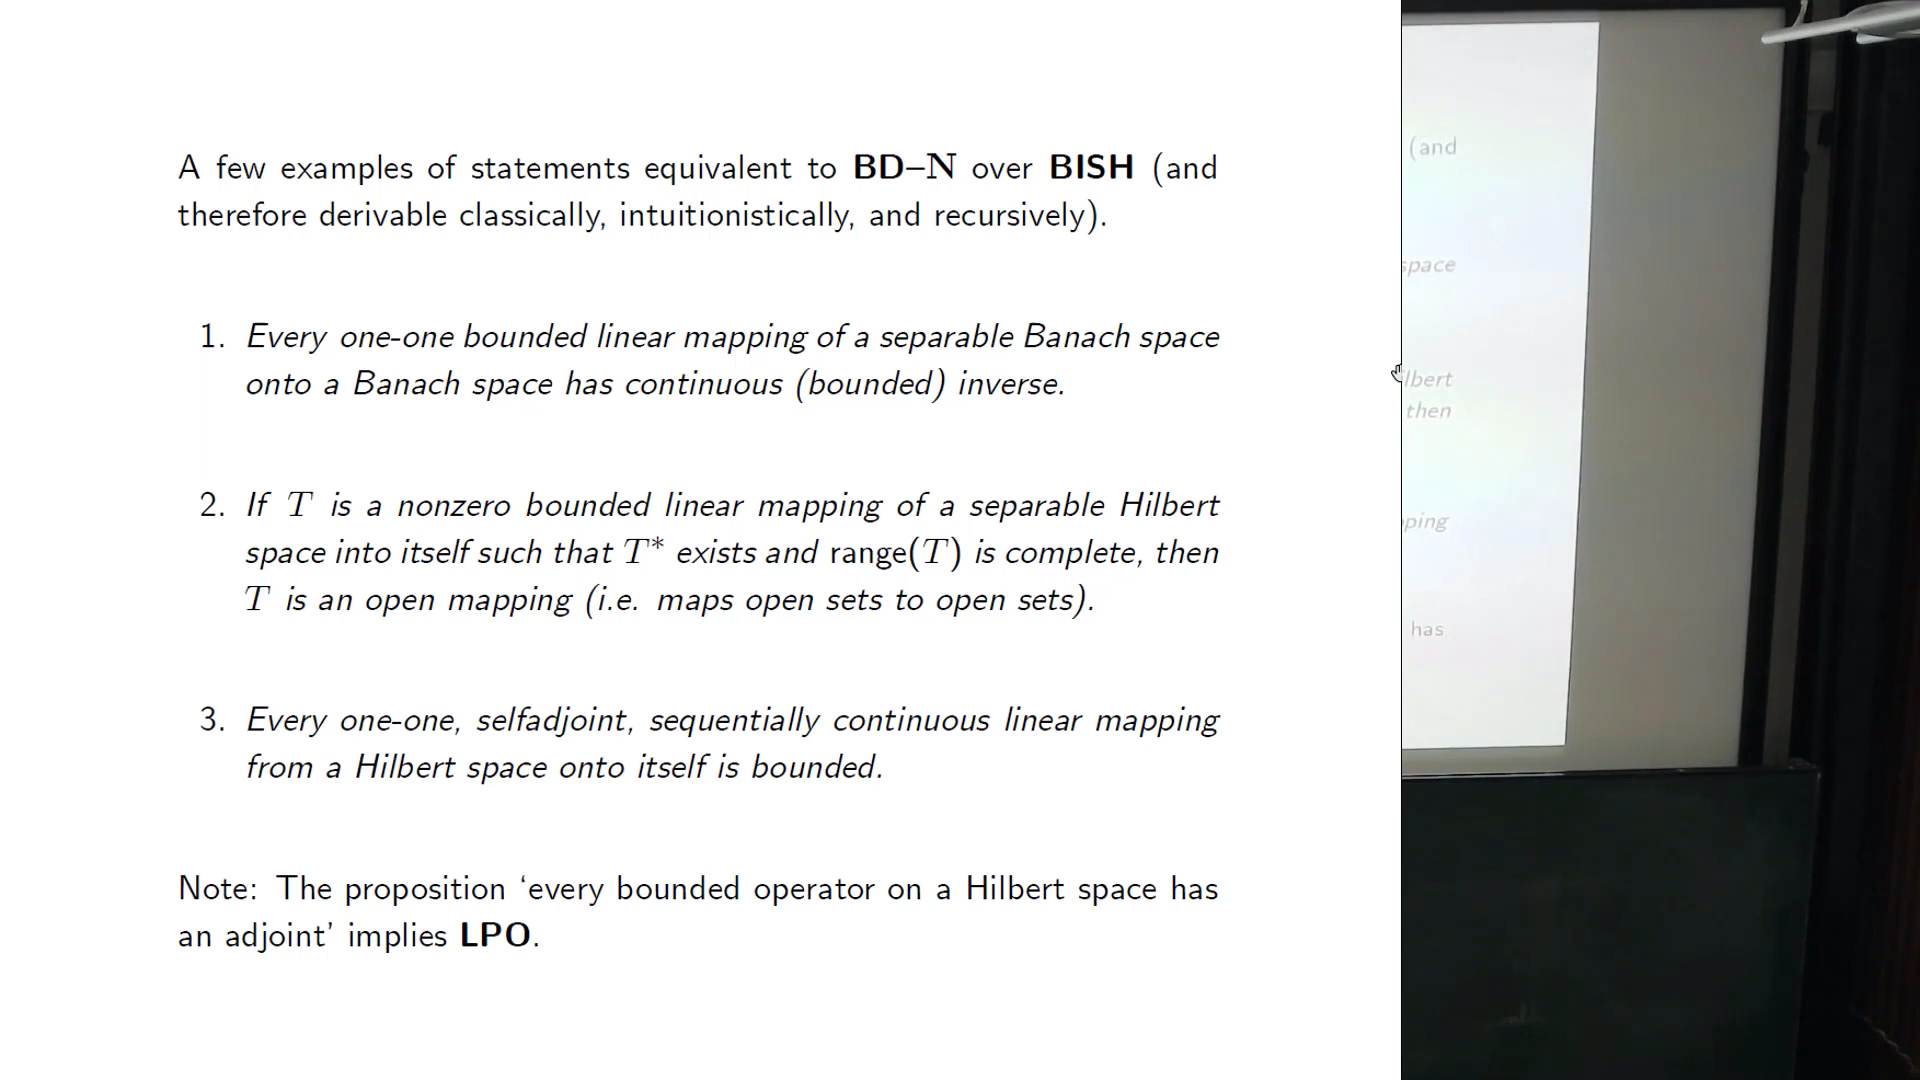 A few examples of statements equivalent to BD–N over BISH (and
therefore derivable classically, intuitionistically, and recursively).
1. Every one-one bounded linear mapping of a separable Banach space
onto a Banach space has continuous (bounded) inverse.
2. If T is a nonzero bounded linear mapping of a separable Hilbert
space into itself such that T* exists and range(T) is complete, then
T is an open mapping (i.e. maps open sets to open sets).
3. Every one-one, selfadjoint, sequentially continuous linear mapping
from a Hilbert space onto itself is bounded.
Note: The proposition ‘every bounded operator on a Hilbert space has
an adjoint’ implies LPO.
(and
space
ilbert
then
ping
has